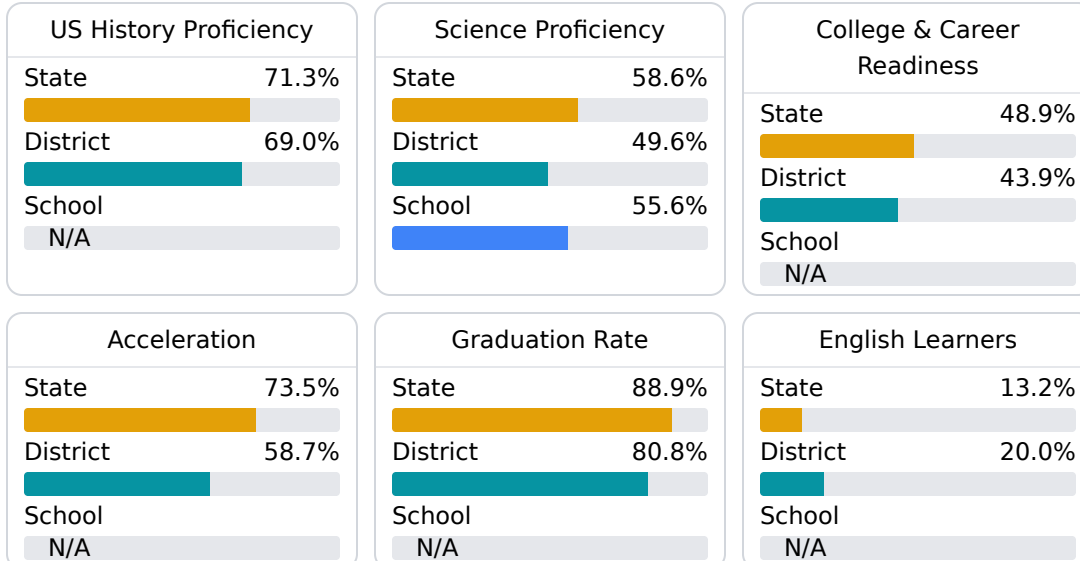 US History Proficiency
State 71.3%
District 69.0%
School
N/A
Science Proficiency
State 58.6%
District 49.6%
School 55.6%
College & Career
Readiness
State 48.9%
District 43.9%
School
N/A
Acceleration
State 73.5%
District 58.7%
School
N/A
Graduation Rate
State 88.9%
District 80.8%
School
N/A
English Learners
State 13.2%
District 20.0%
School
N/A